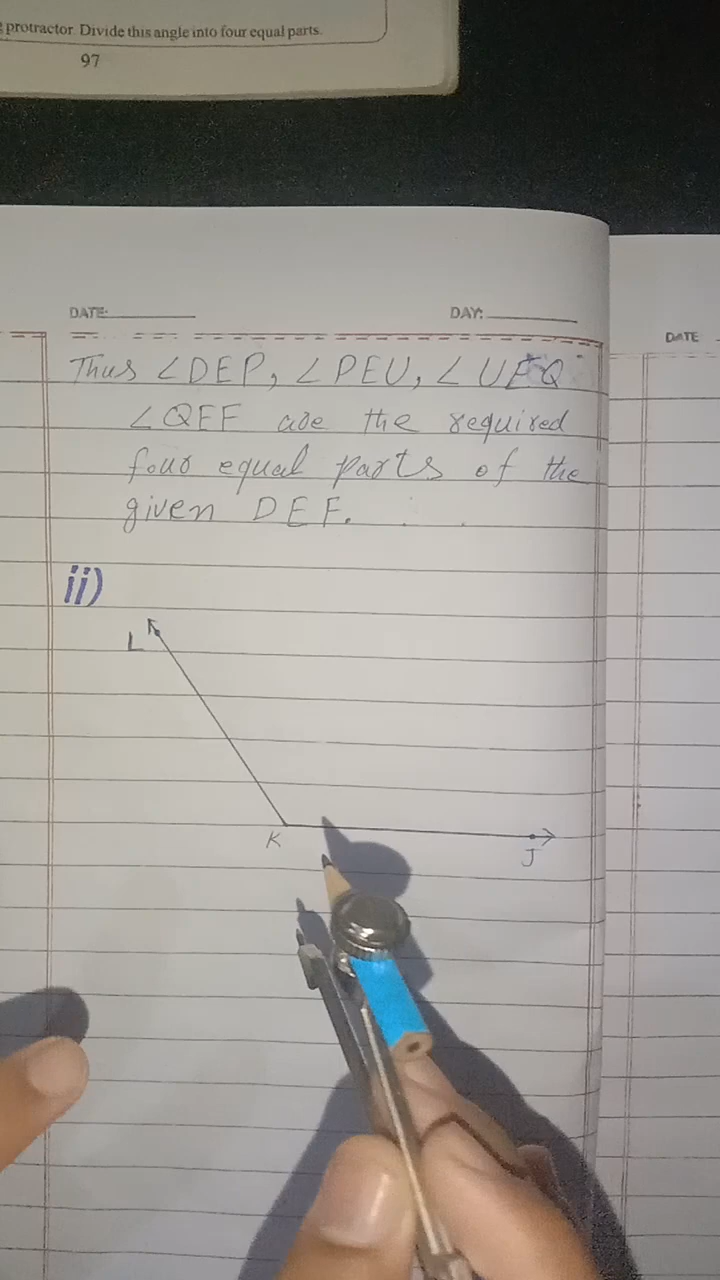 protractor. Divide this angle into four equal parts.
97
DATE: DAY:
DATE
Thus ∠DEP, ∠PEU, ∠UEQ
∠QEF are the required
four equal parts of the
given DEF.
ii)
L
K
J